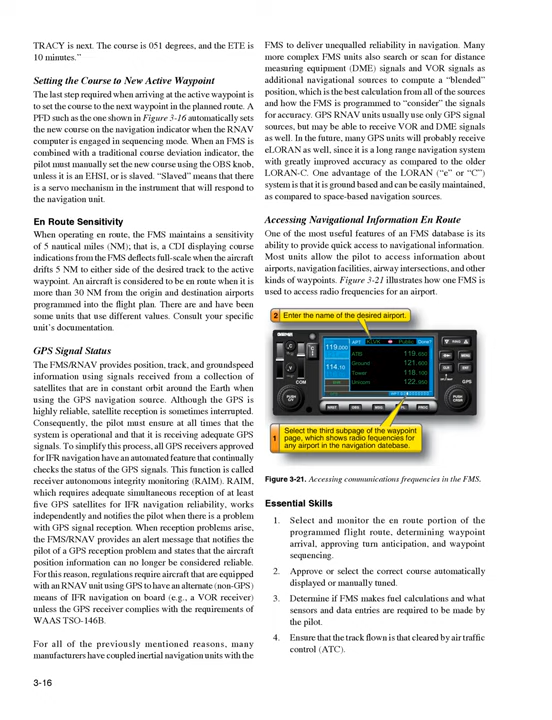 TRACY is next. The course is 051 degrees, and the ETE is
10 minutes.”
Setting the Course to New Active Waypoint
The last step required when arriving at the active waypoint is
to set the course to the next waypoint in the planned route. A
PFD such as the one shown in Figure 3-16 automatically sets
the new course on the navigation indicator when the RNAV
computer is engaged in sequencing mode. When an FMS is
combined with a traditional course deviation indicator, the
pilot must manually set the new course using the OBS knob,
unless it is an EHSI, or is slaved. “Slaved” means that there
is a servo mechanism in the instrument that will respond to
the navigation unit.
En Route Sensitivity
When operating en route, the FMS maintains a sensitivity
of 5 nautical miles (NM); that is, a CDI displaying course
indications from the FMS deflects full-scale when the aircraft
drifts 5 NM to either side of the desired track to the active
waypoint. An aircraft is considered to be en route when it is
more than 30 NM from the origin and destination airports
programmed into the flight plan. There are and have been
some units that use different values. Consult your specific
unit’s documentation.
GPS Signal Status
The FMS/RNAV provides position, track, and groundspeed
information using signals received from a collection of
satellites that are in constant orbit around the Earth when
using the GPS navigation source. Although the GPS is
highly reliable, satellite reception is sometimes interrupted.
Consequently, the pilot must ensure at all times that the
system is operational and that it is receiving adequate GPS
signals. To simplify this process, all GPS receivers approved
for IFR navigation have an automated feature that continually
checks the status of the GPS signals. This function is called
receiver autonomous integrity monitoring (RAIM). RAIM,
which requires adequate simultaneous reception of at least
five GPS satellites for IFR navigation reliability, works
independently and notifies the pilot when there is a problem
with GPS signal reception. When reception problems arise,
the FMS/RNAV provides an alert message that notifies the
pilot of a GPS reception problem and states that the aircraft
position information can no longer be considered reliable.
For this reason, regulations require aircraft that are equipped
with an RNAV unit using GPS to have an alternate (non-GPS)
means of IFR navigation on board (e.g., a VOR receiver)
unless the GPS receiver complies with the requirements of
WAAS TSO-146B.
For all of the previously mentioned reasons, many
manufacturers have coupled inertial navigation units with the
FMS to deliver unequalled reliability in navigation. Many
more complex FMS units also search or scan for distance
measuring equipment (DME) signals and VOR signals as
additional navigational sources to compute a “blended”
position, which is the best calculation from all of the sources
and how the FMS is programmed to “consider” the signals
for accuracy. GPS RNAV units usually use only GPS signal
sources, but may be able to receive VOR and DME signals
as well. In the future, many GPS units will probably receive
eLORAN as well, since it is a long range navigation system
with greatly improved accuracy as compared to the older
LORAN-C. One advantage of the LORAN (“e” or “C”)
system is that it is ground based and can be easily maintained,
as compared to space-based navigation sources.
Accessing Navigational Information En Route
One of the most useful features of an FMS database is its
ability to provide quick access to navigational information.
Most units allow the pilot to access information about
airports, navigation facilities, airway intersections, and other
kinds of waypoints. Figure 3-21 illustrates how one FMS is
used to access radio frequencies for an airport.
2 Enter the name of the desired airport.
119.000
APT KLVK Public Done?
ATIS 119.650
114.10
Ground 121.600
Tower 118.100
Unicom 122.950
COM
GPS
MENU
CLR ENT
MSG
PROC
1 Select the third subpage of the waypoint
page, which shows radio fequencies for
any airport in the navigation datebase.
Figure 3-21. Accessing communications frequencies in the FMS.
Essential Skills
1. Select and monitor the en route portion of the
programmed flight route, determining waypoint
arrival, approving turn anticipation, and waypoint
sequencing.
2. Approve or select the correct course automatically
displayed or manually tuned.
3. Determine if FMS makes fuel calculations and what
sensors and data entries are required to be made by
the pilot.
4. Ensure that the track flown is that cleared by air traffic
control (ATC).
3-16